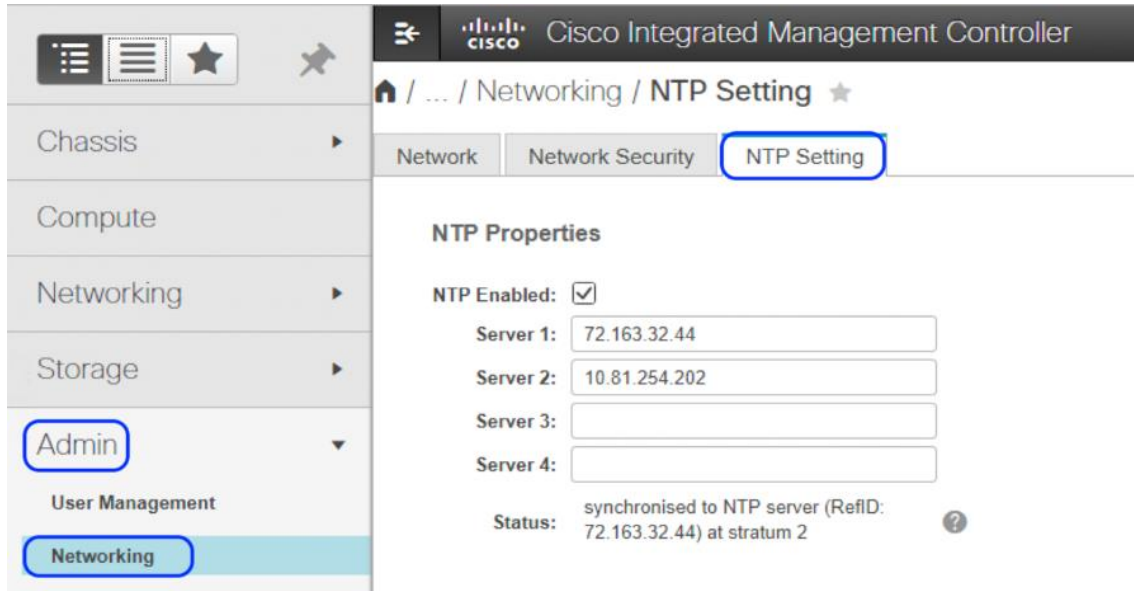 cisco Cisco Integrated Management Controller
/ ... / Networking / NTP Setting
Chassis
Compute
Networking
Storage
Admin
User Management
Networking
Network Network Security NTP Setting
NTP Properties
NTP Enabled:
Server 1: 72.163.32.44
Server 2: 10.81.254.202
Server 3:
Server 4:
Status: synchronised to NTP server (RefID:
72.163.32.44) at stratum 2
?